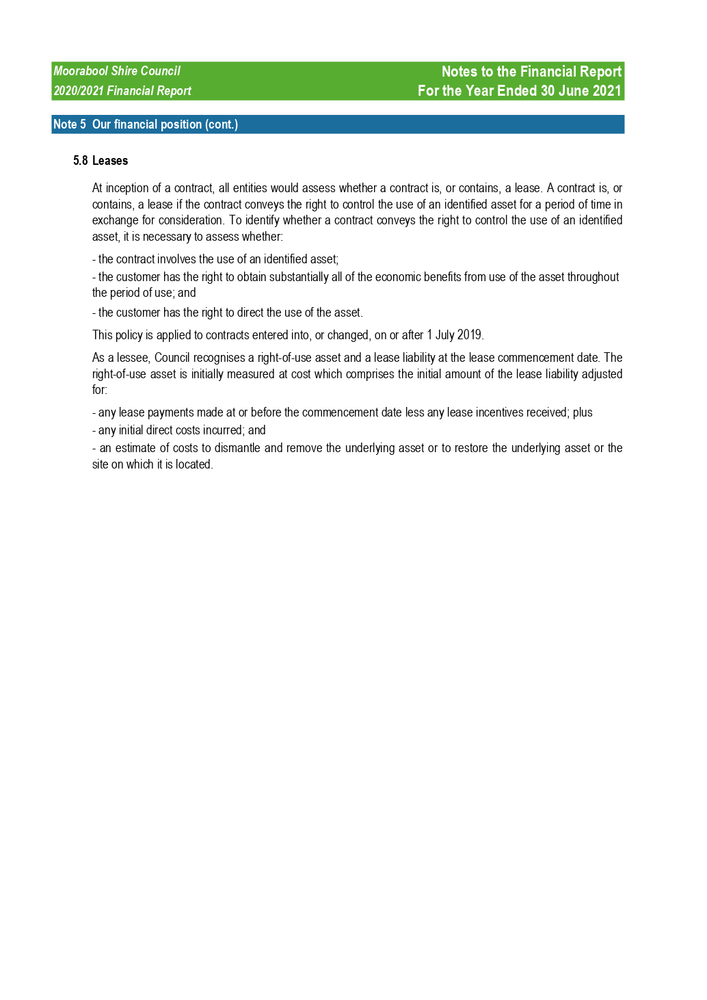 Moorabool Shire Council
Notes to the Financial Report
2020/2021 Financial Report
For the Year Ended 30 June 2021
Note 5 Our financial position (cont.)
5.8 Leases
At inception of a contract, all entities would assess whether a contract is, or contains, a lease. A contract is, or
contains, a lease if the contract conveys the right to control the use of an identified asset for a period of time in
exchange for consideration. To identify whether a contract conveys the right to control the use of an identified
asset, it is necessary to assess whether:
- the contract involves the use of an identified asset;
- the customer has the right to obtain substantially all of the economic benefits from use of the asset throughout
the period of use; and
- the customer has the right to direct the use of the asset.
This policy is applied to contracts entered into, or changed, on or after 1 July 2019.
As a lessee, Council recognises a right-of-use asset and a lease liability at the lease commencement date. The
right-of-use asset is initially measured at cost which comprises the initial amount of the lease liability adjusted
for:
- any lease payments made at or before the commencement date less any lease incentives received; plus
- any initial direct costs incurred; and
- an estimate of costs to dismantle and remove the underlying asset or to restore the underlying asset or the
site on which it is located.